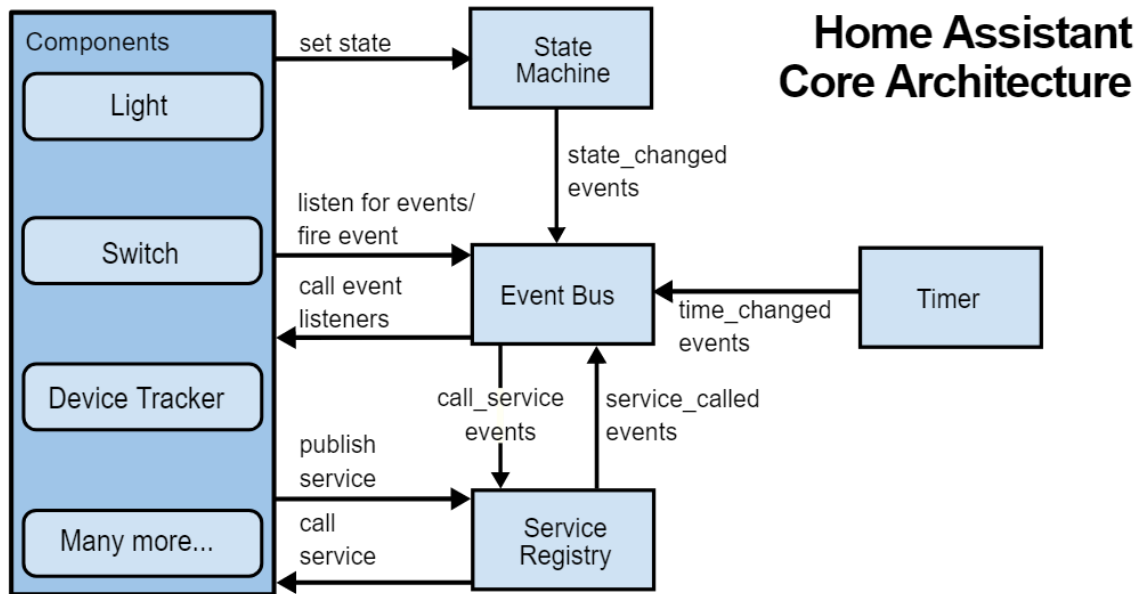 Home Assistant
Core Architecture
Components
Light
Switch
Device Tracker
Many more...
set state
State
Machine
state_changed
events
listen for events/
fire event
call event
listeners
Event Bus
time_changed
events
Timer
call_service
events
service_called
events
publish
service
call
service
Service
Registry